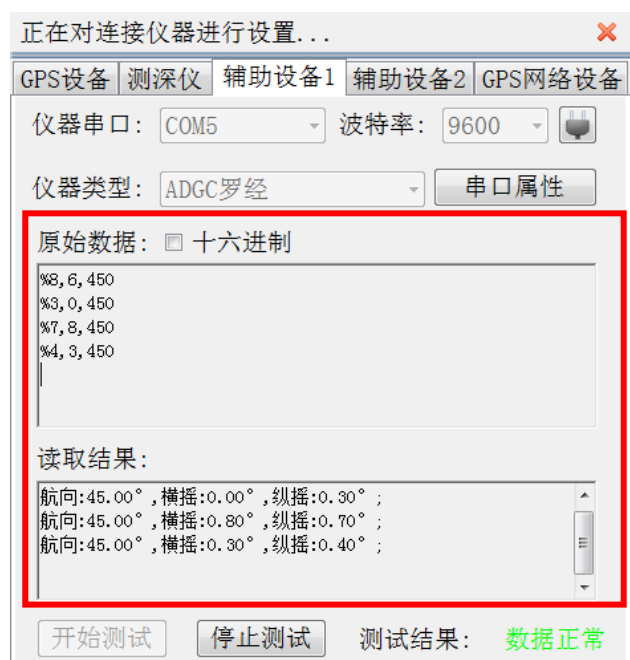 正在对连接仪器进行设置...
GPS设备 测深仪 辅助设备1 辅助设备2 GPS网络设备
仪器串口: COM5 波特率: 9600
仪器类型: ADGC罗经 串口属性
原始数据: 十六进制
%8,6,450
%3,0,450
%7,8,450
%4,3,450
读取结果:
航向:45.00°,横摇:0.00°,纵摇:0.30°;
航向:45.00°,横摇:0.80°,纵摇:0.70°;
航向:45.00°,横摇:0.30°,纵摇:0.40°;
开始测试 停止测试 测试结果: 数据正常